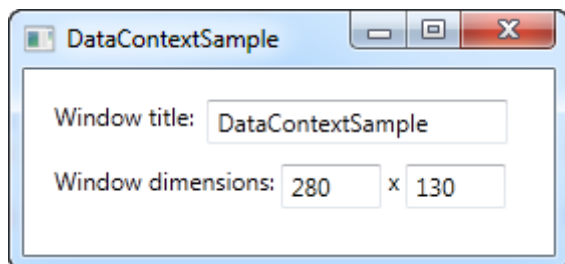 DataContextSample
Window title: DataContextSample
Window dimensions: 280 x 130